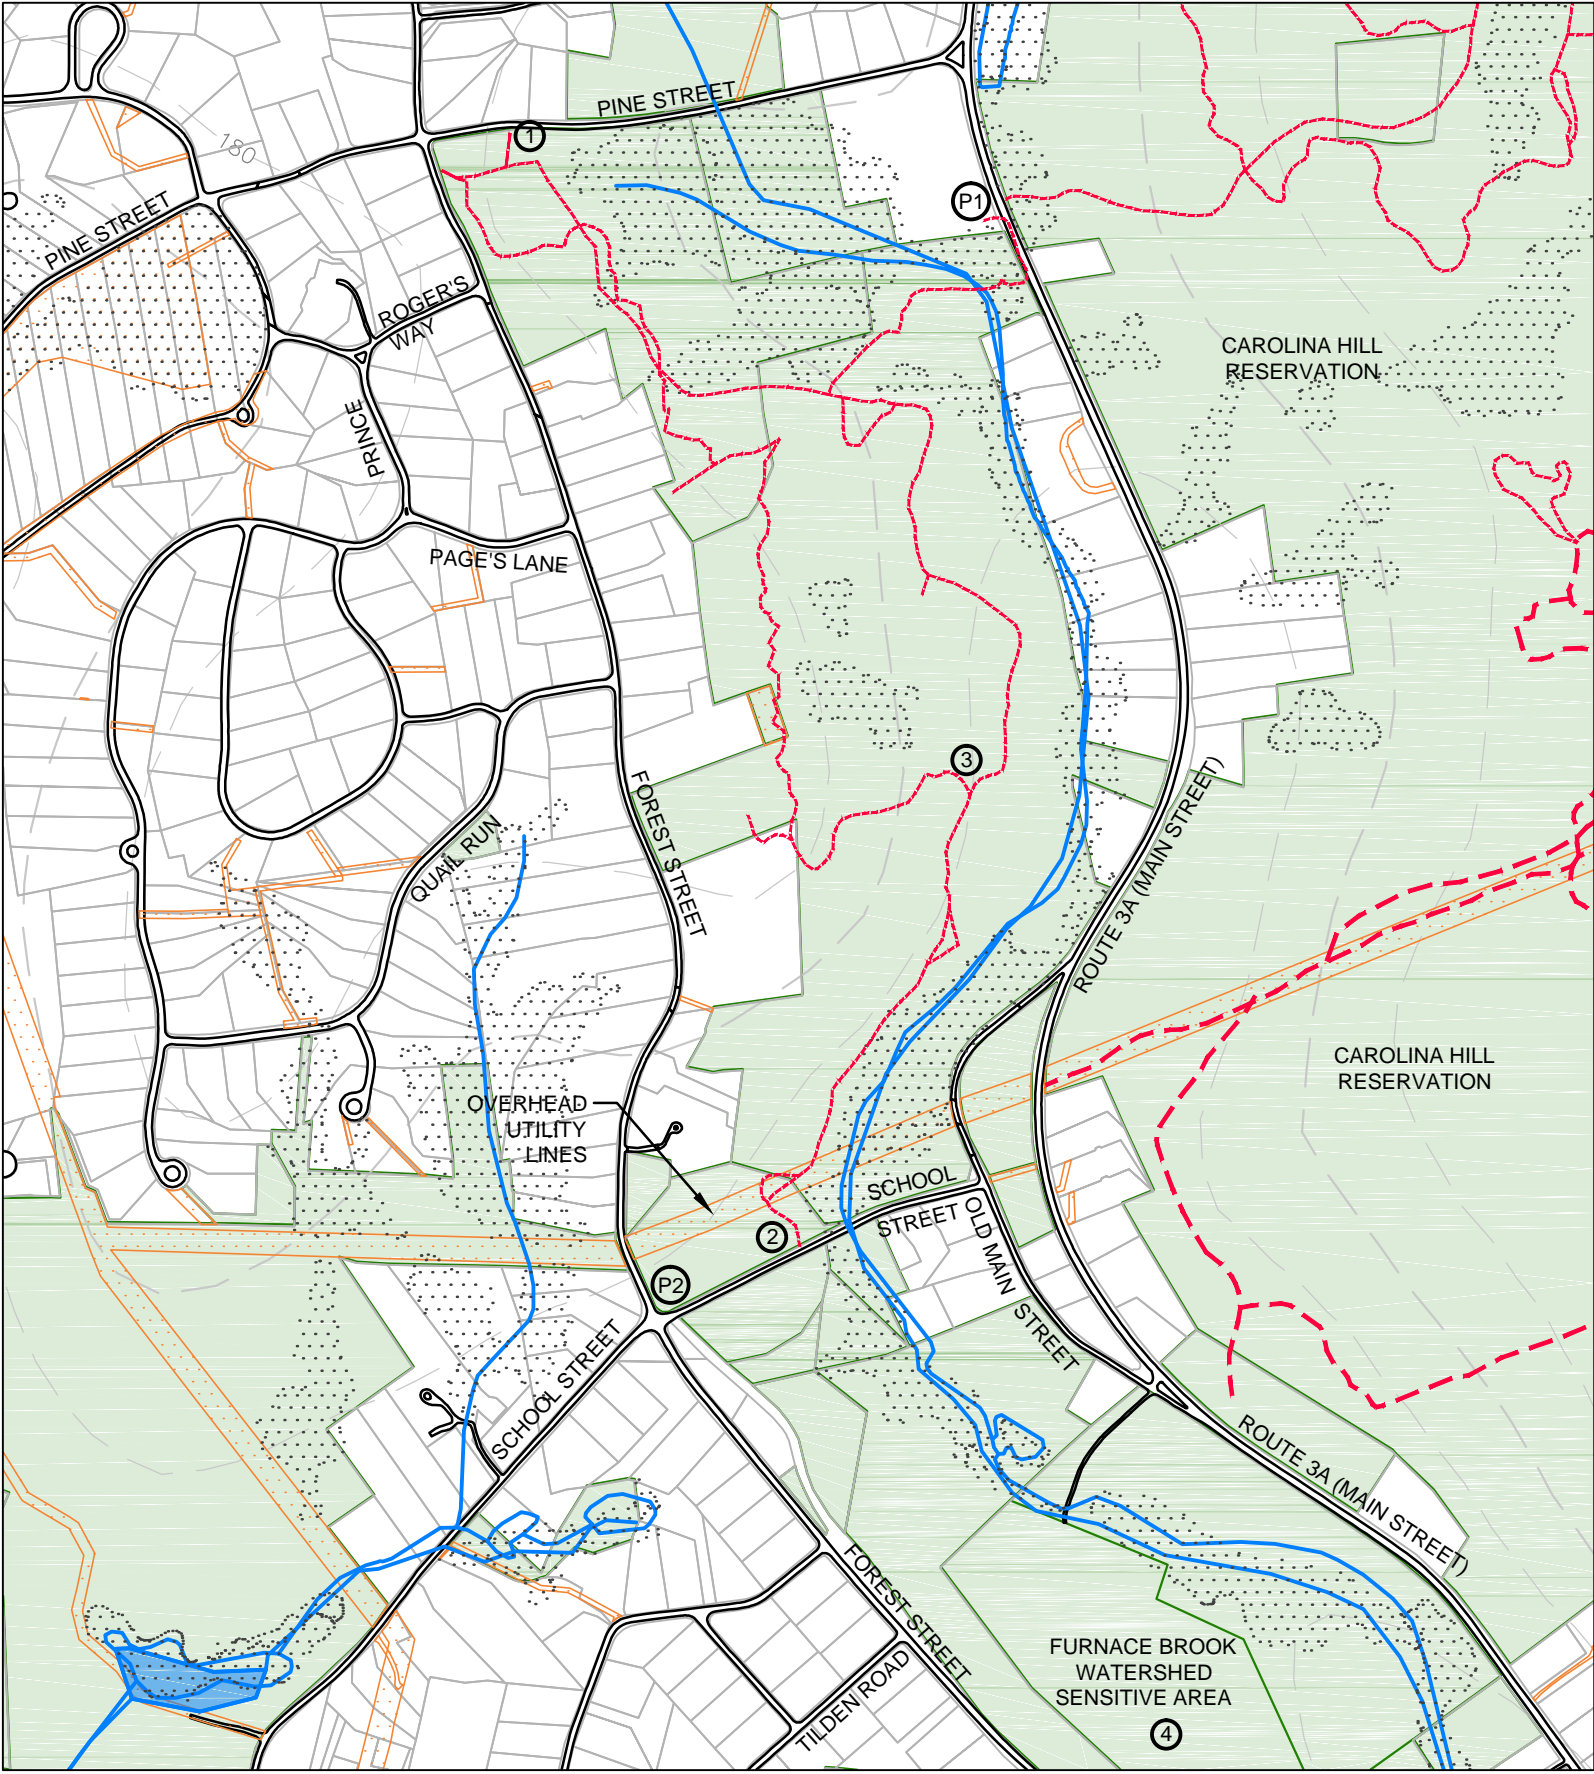 PINE STREET
1
180
P1
PINE STREET
ROGER'S
WAY
CAROLINA HILL
RESERVATION
PRINCE
PAGE'S LANE
3
FOREST STREET
ROUTE 3A (MAIN STREET)
QUAIL RUN
CAROLINA HILL
RESERVATION
OVERHEAD
UTILITY
LINES
SCHOOL
STREET
OLD MAIN STREET
2
P2
SCHOOL STREET
ROUTE 3A (MAIN STREET)
FOREST STREET
FURNACE BROOK
WATERSHED
SENSITIVE AREA
4
TILDEN ROAD